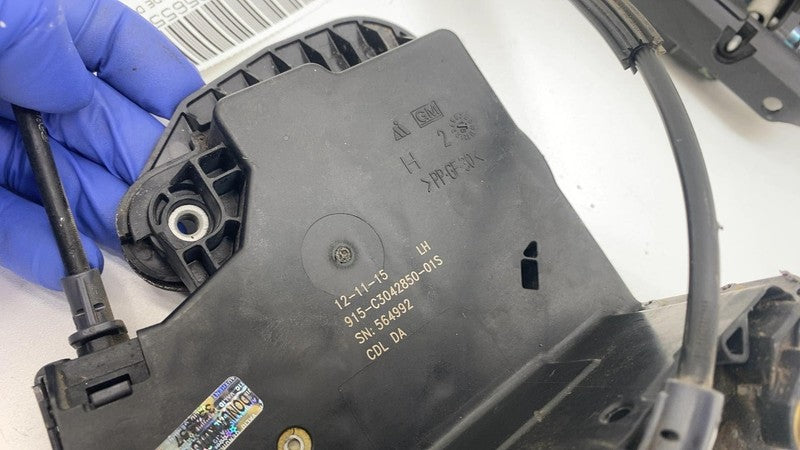 GM
2
H
>PP-GF 30<
12-11-15 LH
915-C3042850-01S
SN: 564992
CDL DA